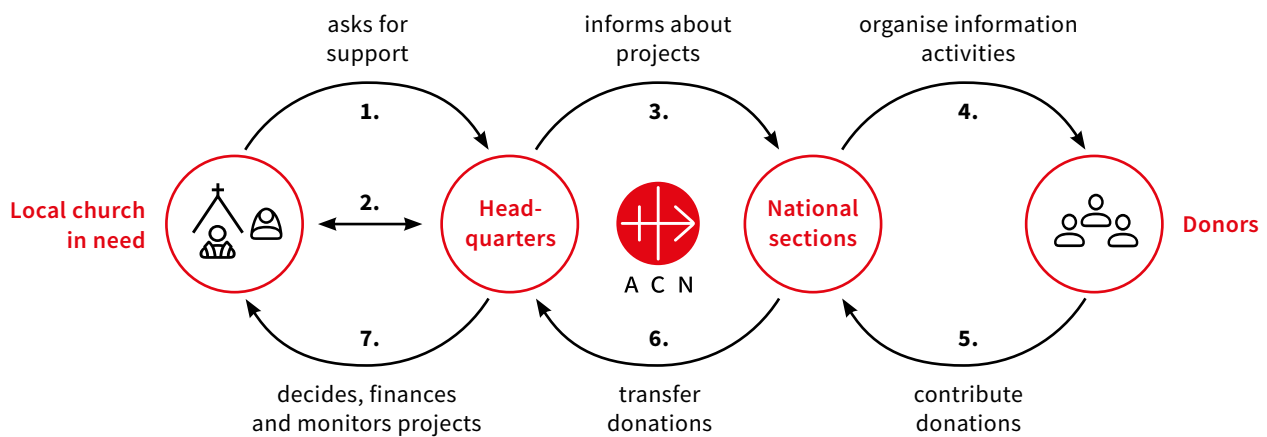 asks for
support
1.
informs about
projects
3.
organise information
activities
4.
Local church
in need
2.
Head-
quarters
A C N
National
sections
Donors
7.
decides, finances
and monitors projects
6.
transfer
donations
5.
contribute
donations